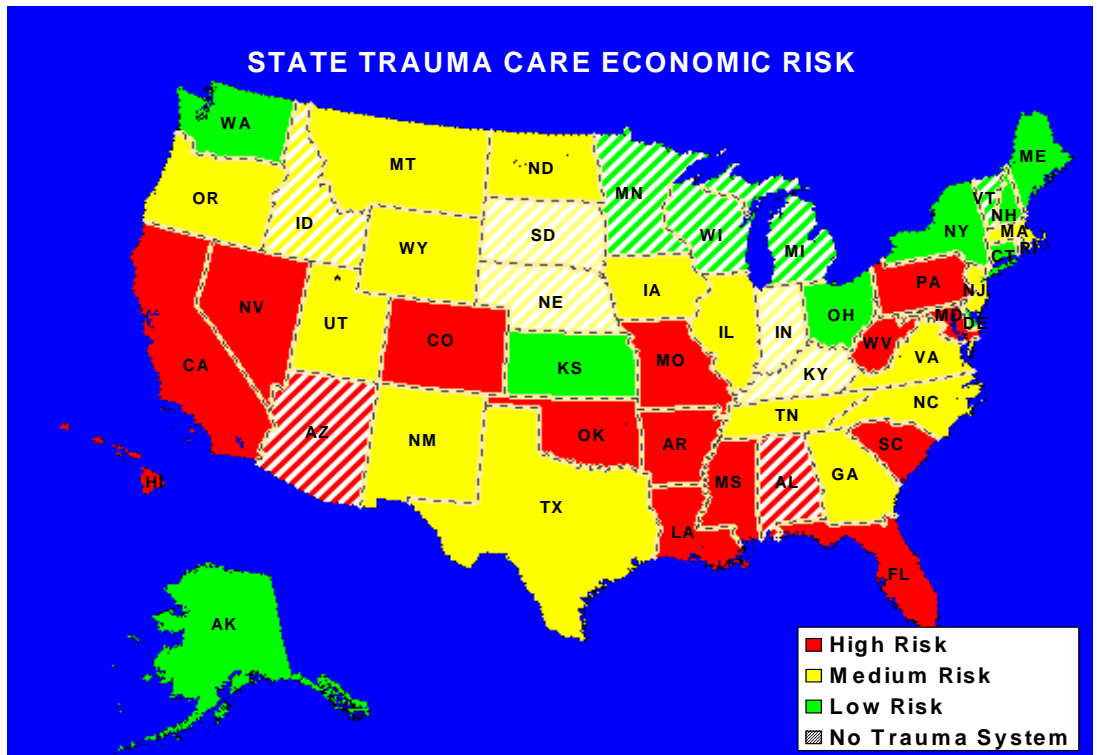 STATE TRAUMA CARE ECONOMIC RISK
WA
ME
MT
ND
MN
VT
NH
OR
ID
SD
WI
NY
MA
RI
WY
MI
CT
NE
IA
PA
NJ
NV
UT
CO
IL
IN
OH
MD
DE
CA
KS
MO
WV
VA
KY
NC
AZ
NM
OK
AR
TN
SC
HI
TX
MS
AL
GA
LA
FL
AK
High Risk
Medium Risk
Low Risk
No Trauma System